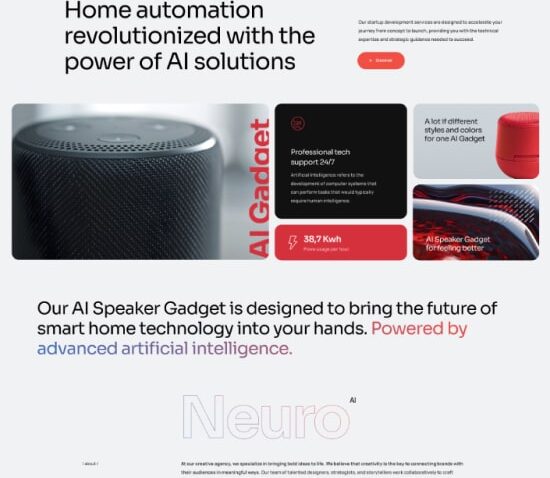 Home automation
revolutionized with the
power of AI solutions
Our startup development services are designed to accelerate your
journey from concept to launch, providing you with the technical
expertise and strategic guidance needed to succeed.
AI Gadget
Professional tech
support 24/7
Artificial intelligence refers to the
development of computer systems that
can perform tasks that would typically
require human intelligence.
38,7 Kwh
Prime usage per hour
A lot if different
styles and colors
for one AI Gadget
AI Speaker Gadget
for feeling better
Our AI Speaker Gadget is designed to bring the future of
smart home technology into your hands. Powered by
advanced artificial intelligence.
Neuro
AI
/ about /
At our creative agency, we specialize in bringing bold ideas to life. We believe that creativity is the key to connecting brands with
their audiences in meaningful ways. Our team of talented designers, strategists, and storytellers work collaboratively to craft